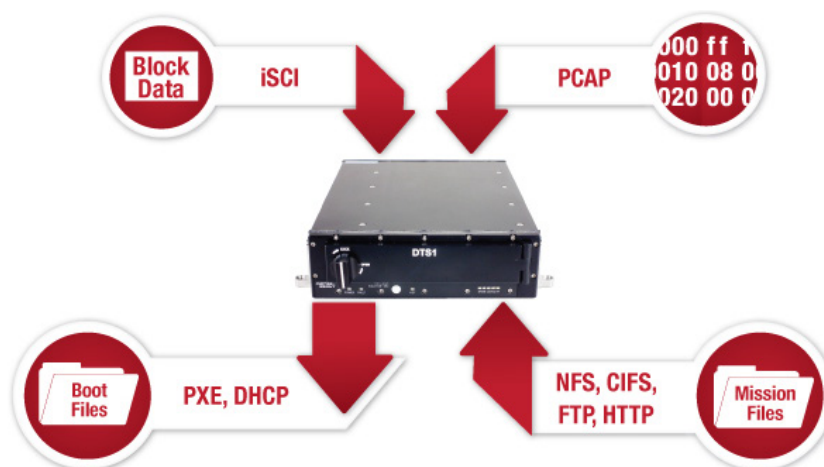 Block
Data
iSCI
PCAP
000 ff
0010 08 0
020 00 0
DTS1
Boot
Files
PXE, DHCP
NFS, CIFS,
FTP, HTTP
Mission
Files